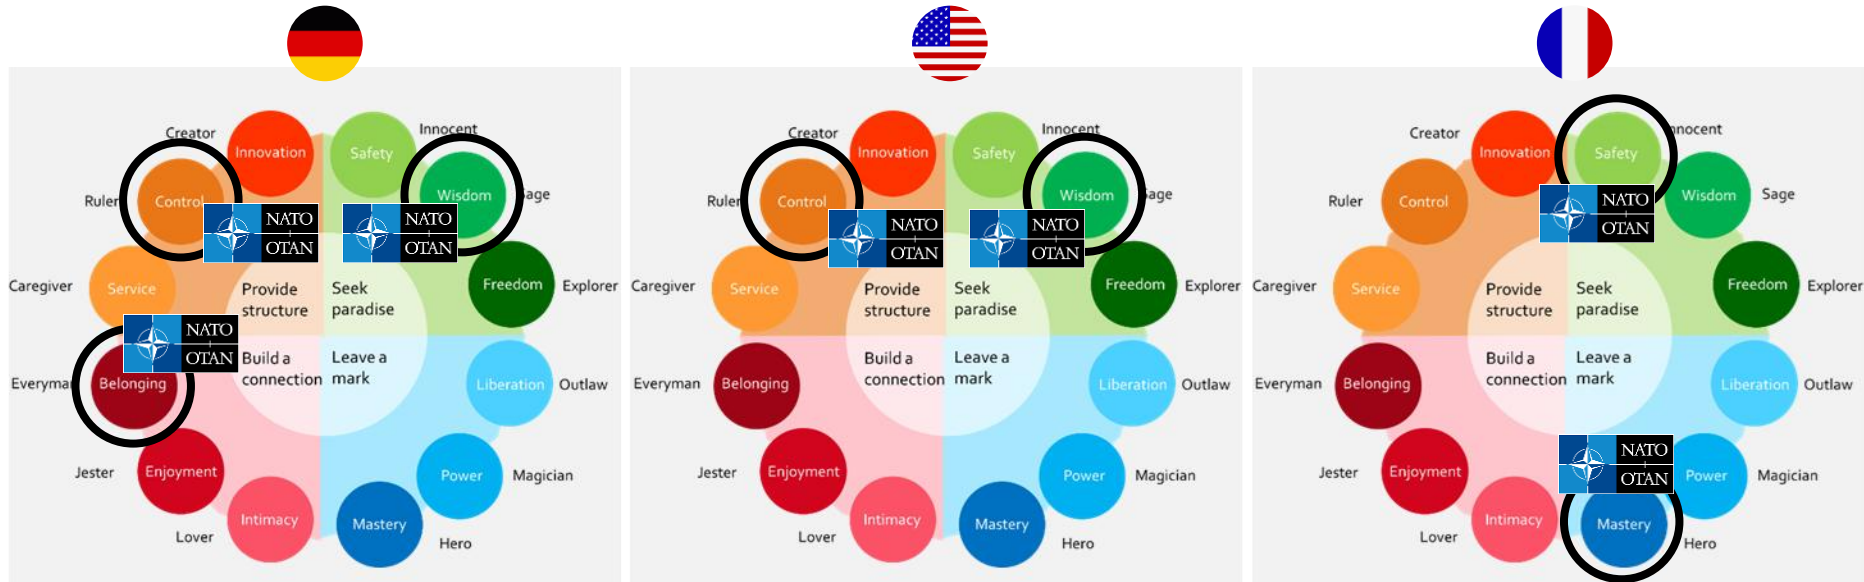 Creator
Innovation
Safety
Innocent
Ruler
Control
Wisdom
Sage
NATO
OTAN
NATO
OTAN
Caregiver
Service
Provide
structure
Seek
paradise
Freedom
Explorer
NATO
OTAN
Everyman
Belonging
Build a
connection
Leave a
mark
Liberation
Outlaw
Jester
Enjoyment
Power
Magician
Lover
Intimacy
Mastery
Hero
Creator
Innovation
Safety
Innocent
Ruler
Control
Wisdom
Sage
NATO
OTAN
NATO
OTAN
Caregiver
Service
Provide
structure
Seek
paradise
Freedom
Explorer
Everyman
Belonging
Build a
connection
Leave a
mark
Liberation
Outlaw
Jester
Enjoyment
Power
Magician
Lover
Intimacy
Mastery
Hero
Creator
Innovation
Safety
Innocent
Ruler
Control
Wisdom
Sage
NATO
OTAN
Caregiver
Service
Provide
structure
Seek
paradise
Freedom
Explorer
Everyman
Belonging
Build a
connection
Leave a
mark
Liberation
Outlaw
Jester
Enjoyment
NATO
OTAN
Power
Magician
Lover
Intimacy
Mastery
Hero